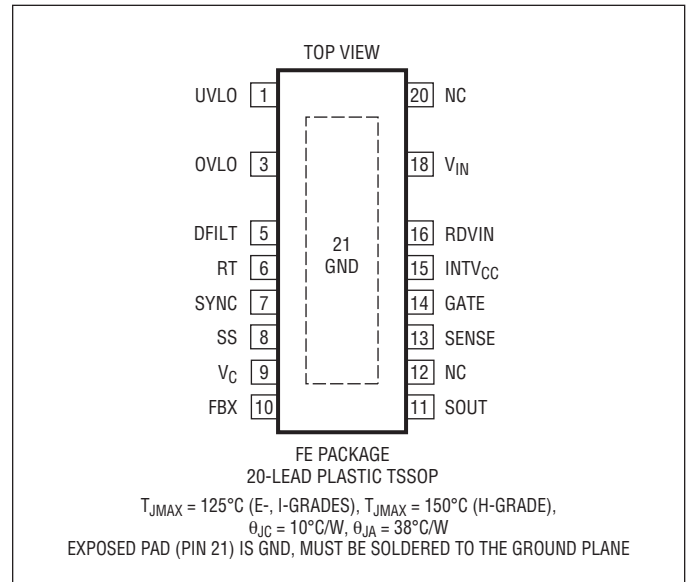 TOP VIEW
UVLO 1
20 NC
OVLO 3
18 VIN
DFILT 5
16 RDVIN
RT 6
15 INTVCC
SYNC 7
14 GATE
SS 8
13 SENSE
VC 9
12 NC
FBX 10
11 SOUT
21
GND
FE PACKAGE
20-LEAD PLASTIC TSSOP
TJMAX = 125°C (E-, I-GRADES), TJMAX = 150°C (H-GRADE),
θJC = 10°C/W, θJA = 38°C/W
EXPOSED PAD (PIN 21) IS GND, MUST BE SOLDERED TO THE GROUND PLANE